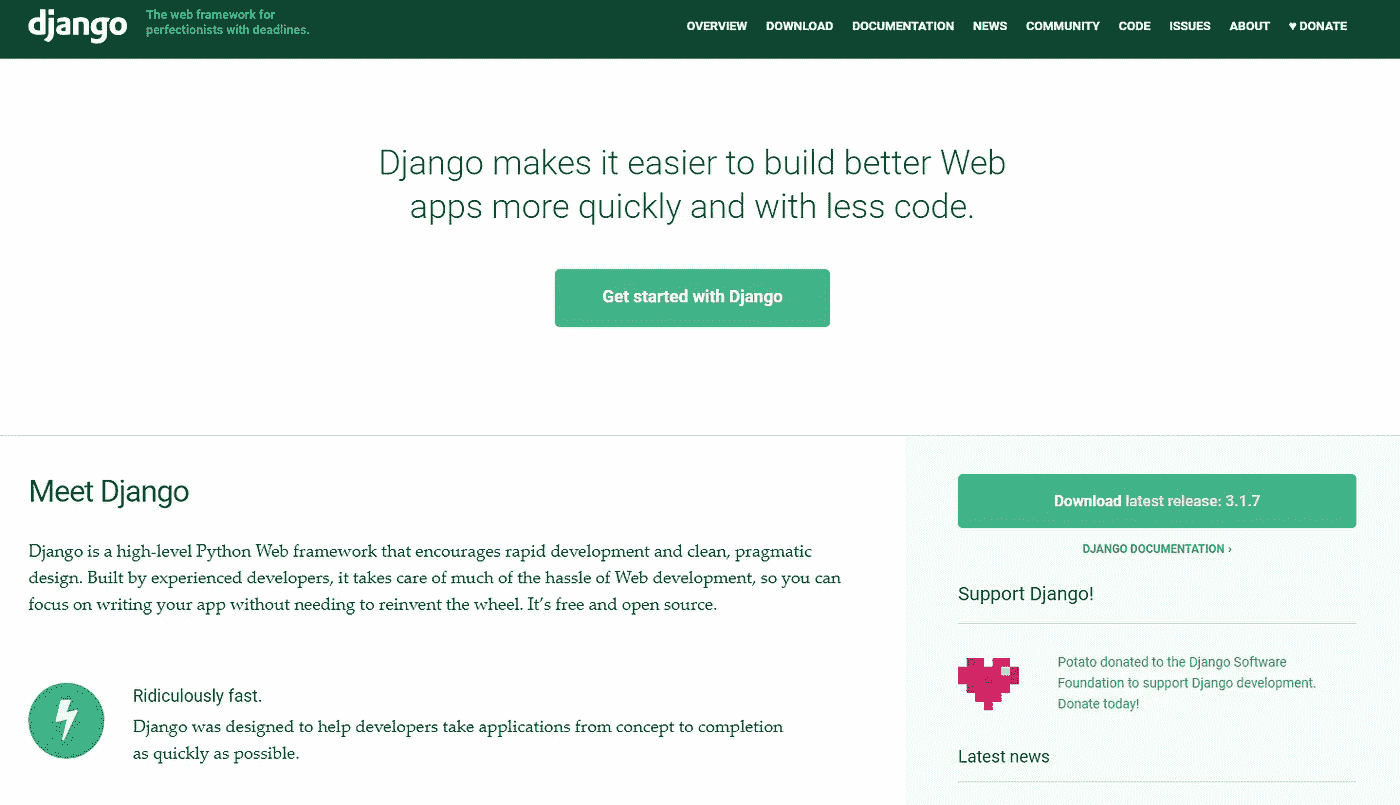 django
The web framework for
perfectionists with deadlines.
OVERVIEW DOWNLOAD DOCUMENTATION NEWS COMMUNITY CODE ISSUES ABOUT ♥ DONATE
Django makes it easier to build better Web
apps more quickly and with less code.
Get started with Django
Meet Django
Django is a high-level Python Web framework that encourages rapid development and clean, pragmatic
design. Built by experienced developers, it takes care of much of the hassle of Web development, so you can
focus on writing your app without needing to reinvent the wheel. It’s free and open source.
Ridiculously fast.
Django was designed to help developers take applications from concept to completion
as quickly as possible.
Download latest release: 3.1.7
DJANGO DOCUMENTATION ›
Support Django!
Potato donated to the Django Software
Foundation to support Django development.
Donate today!
Latest news